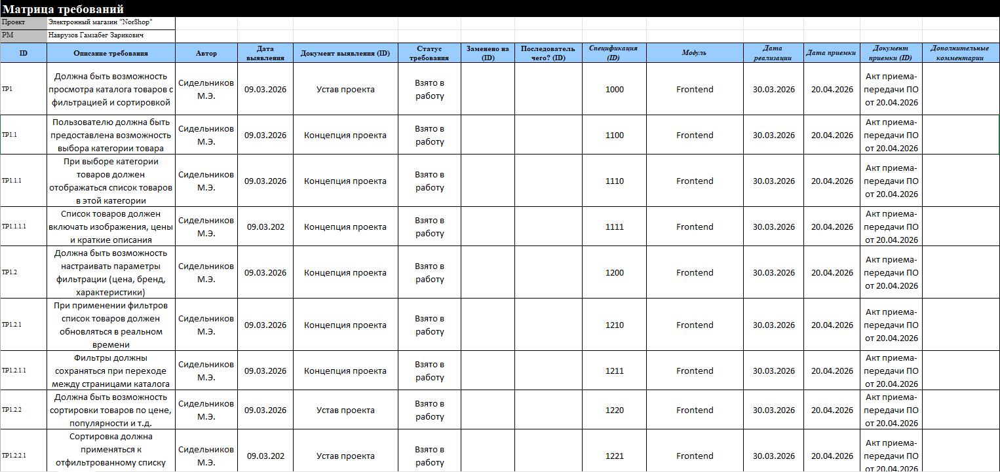 Матрица требований
Проект Электронный магазин "NorShop"
PM Наврузов Гамзабег Зарикович
ID Описание требования Автор Дата выявления Документ выявления (ID) Статус требования Заменено на (ID) Последователь чего? (ID) Спецификация (ID) Модуль Дата реализации Дата приемки Документ приемки (ID) Дополнительные комментарии
ТР1 Должна быть возможность просмотра каталога товаров с фильтрацией и сортировкой Сидельников М.Э. 09.03.2026 Устав проекта Взято в работу 1000 Frontend 30.03.2026 20.04.2026 Акт приема-передачи ПО от 20.04.2026
ТР1.1 Пользователю должна быть предоставлена возможность выбора категории товара Сидельников М.Э. 09.03.2026 Концепция проекта Взято в работу 1100 Frontend 30.03.2026 20.04.2026 Акт приема-передачи ПО от 20.04.2026
ТР1.1.1 При выборе категории товаров должен отображаться список товаров в этой категории Сидельников М.Э. 09.03.2026 Концепция проекта Взято в работу 1110 Frontend 30.03.2026 20.04.2026 Акт приема-передачи ПО от 20.04.2026
ТР1.1.1.1 Список товаров должен включать изображения, цены и краткие описания Сидельников М.Э. 09.03.202 Концепция проекта Взято в работу 1111 Frontend 30.03.2026 20.04.2026 Акт приема-передачи ПО от 20.04.2026
ТР1.2 Должна быть возможность настраивать параметры фильтрации (цена, бренд, характеристики) Сидельников М.Э. 09.03.2026 Концепция проекта Взято в работу 1200 Frontend 30.03.2026 20.04.2026 Акт приема-передачи ПО от 20.04.2026
ТР1.2.1 При применении фильтров список товаров должен обновляться в реальном времени Сидельников М.Э. 09.03.2026 Концепция проекта Взято в работу 1210 Frontend 30.03.2026 20.04.2026 Акт приема-передачи ПО от 20.04.2026
ТР1.2.1.1 Фильтры должны сохраняться при переходе между страницами каталога Сидельников М.Э. 09.03.2026 Концепция проекта Взято в работу 1211 Frontend 30.03.2026 20.04.2026 Акт приема-передачи ПО от 20.04.2026
ТР1.2.2 Должна быть возможность сортировки товаров по цене, популярности и т.д. Сидельников М.Э. 09.03.2026 Устав проекта Взято в работу 1220 Frontend 30.03.2026 20.04.2026 Акт приема-передачи ПО от 20.04.2026
ТР1.2.2.1 Сортировка должна применяться к отфильтрованному списку Сидельников М.Э. 09.03.202 Устав проекта Взято в работу 1221 Frontend 30.03.2026 20.04.2026 Акт приема-передачи ПО от 20.04.2026